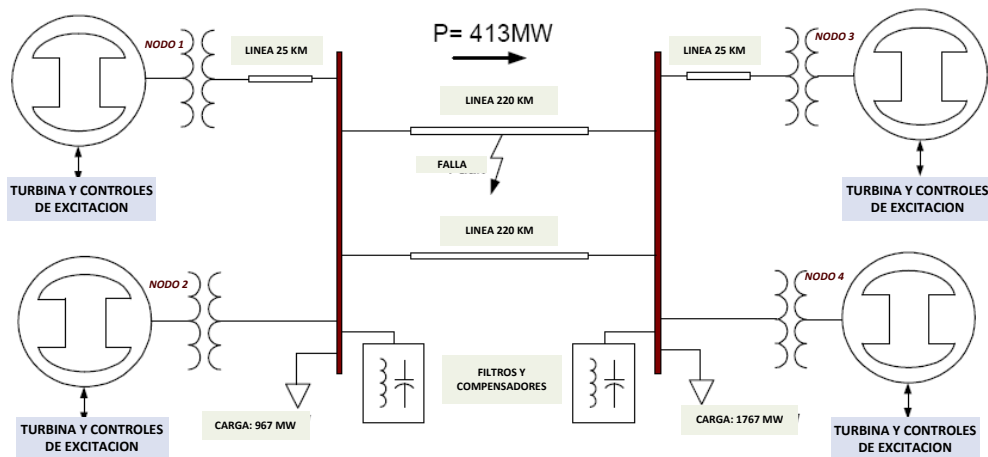 P= 413MW
NODO 1
LINEA 25 KM
LINEA 25 KM
NODO 3
LINEA 220 KM
FALLA
TURBINA Y CONTROLES
DE EXCITACION
TURBINA Y CONTROLES
DE EXCITACION
LINEA 220 KM
NODO 2
NODO 4
FILTROS Y
COMPENSADORES
CARGA: 967 MW
CARGA: 1767 MW
TURBINA Y CONTROLES
DE EXCITACION
TURBINA Y CONTROLES
DE EXCITACION